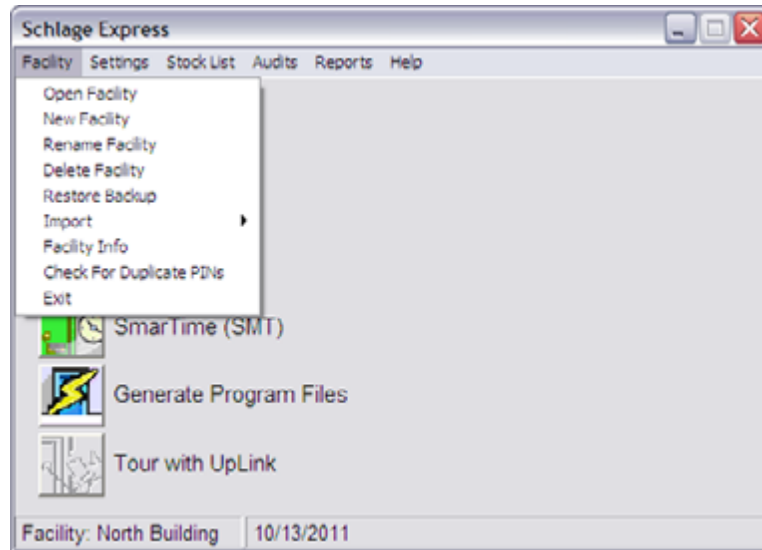 Schlage Express
Facility Settings Stock List Audits Reports Help
Open Facility
New Facility
Rename Facility
Delete Facility
Restore Backup
Import
Facility Info
Check For Duplicate PINs
Exit
SmarTime (SMT)
Generate Program Files
Tour with UpLink
Facility: North Building 10/13/2011